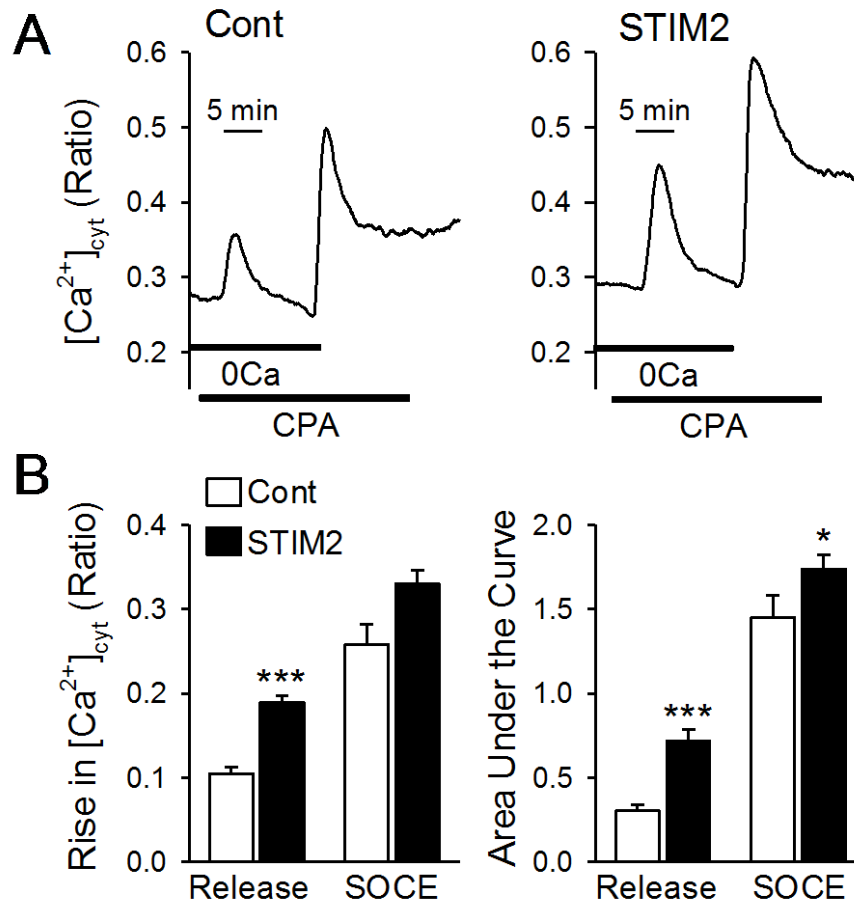 A
Cont
STIM2
[Ca²⁺]cyt (Ratio)
0.6
0.5
0.4
0.3
0.2
5 min
0Ca
CPA
0.6
0.5
0.4
0.3
0.2
5 min
0Ca
CPA
B
Cont
STIM2
Rise in [Ca²⁺]cyt (Ratio)
0.4
0.3
0.2
0.1
0.0
***
Release SOCE
Area Under the Curve
2.0
1.5
1.0
0.5
0.0
***
*
Release SOCE